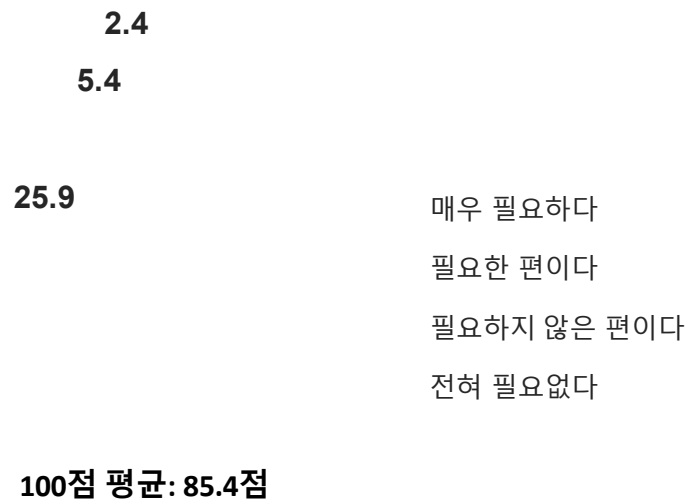 2.4
5.4
25.9
매우 필요하다
필요한 편이다
필요하지 않은 편이다
전혀 필요없다
100점 평균: 85.4점